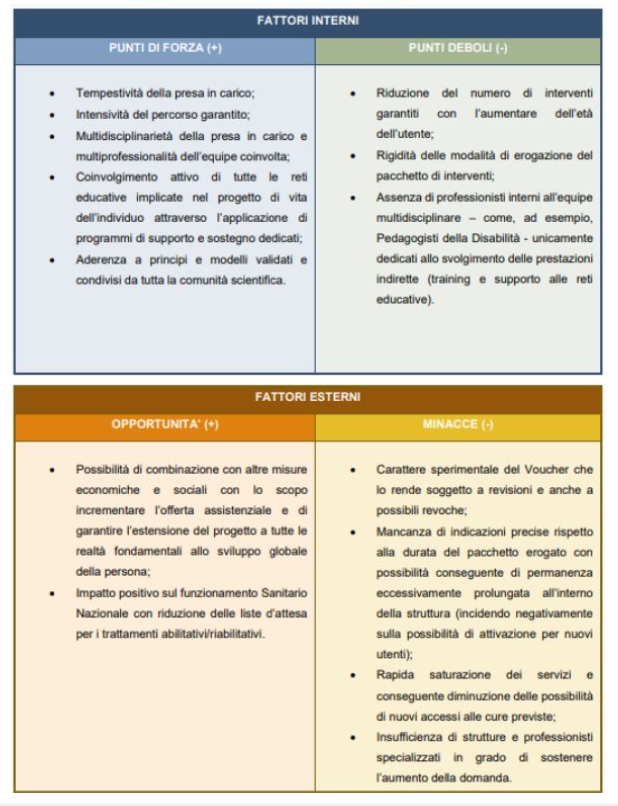 FATTORI INTERNI
PUNTI DI FORZA (+)
• Tempestività della presa in carico;
• Intensività del percorso garantito;
• Multidisciplinarietà della presa in carico e
multiprofessionalità dell'equipe coinvolta;
• Coinvolgimento attivo di tutte le reti
educative implicate nel progetto di vita
dell'individuo attraverso l'applicazione di
programmi di supporto e sostegno dedicati;
• Aderenza a principi e modelli validati e
condivisi da tutta la comunità scientifica.
PUNTI DEBOLI (-)
• Riduzione del numero di interventi
garantiti con l'aumentare dell'età
dell'utente;
• Rigidità delle modalità di erogazione del
pacchetto di interventi;
• Assenza di professionisti interni all'equipe
multidisciplinare – come, ad esempio,
Pedagogisti della Disabilità - unicamente
dedicati allo svolgimento delle prestazioni
indirette (training e supporto alle reti
educative).
FATTORI ESTERNI
OPPORTUNITA' (+)
• Possibilità di combinazione con altre misure
economiche e sociali con lo scopo
incrementare l'offerta assistenziale e di
garantire l'estensione del progetto a tutte le
realtà fondamentali allo sviluppo globale
della persona;
• Impatto positivo sul funzionamento Sanitario
Nazionale con riduzione delle liste d'attesa
per i trattamenti abilitativi/riabilitativi.
MINACCE (-)
• Carattere sperimentale del Voucher che
lo rende soggetto a revisioni e anche a
possibili revoche;
• Mancanza di indicazioni precise rispetto
alla durata del pacchetto erogato con
possibilità conseguente di permanenza
eccessivamente prolungata all'interno
della struttura (incidendo negativamente
sulla possibilità di attivazione per nuovi
utenti);
• Rapida saturazione dei servizi e
conseguente diminuzione delle possibilità
di nuovi accessi alle cure previste;
• Insufficienza di strutture e professionisti
specializzati in grado di sostenere
l'aumento della domanda.